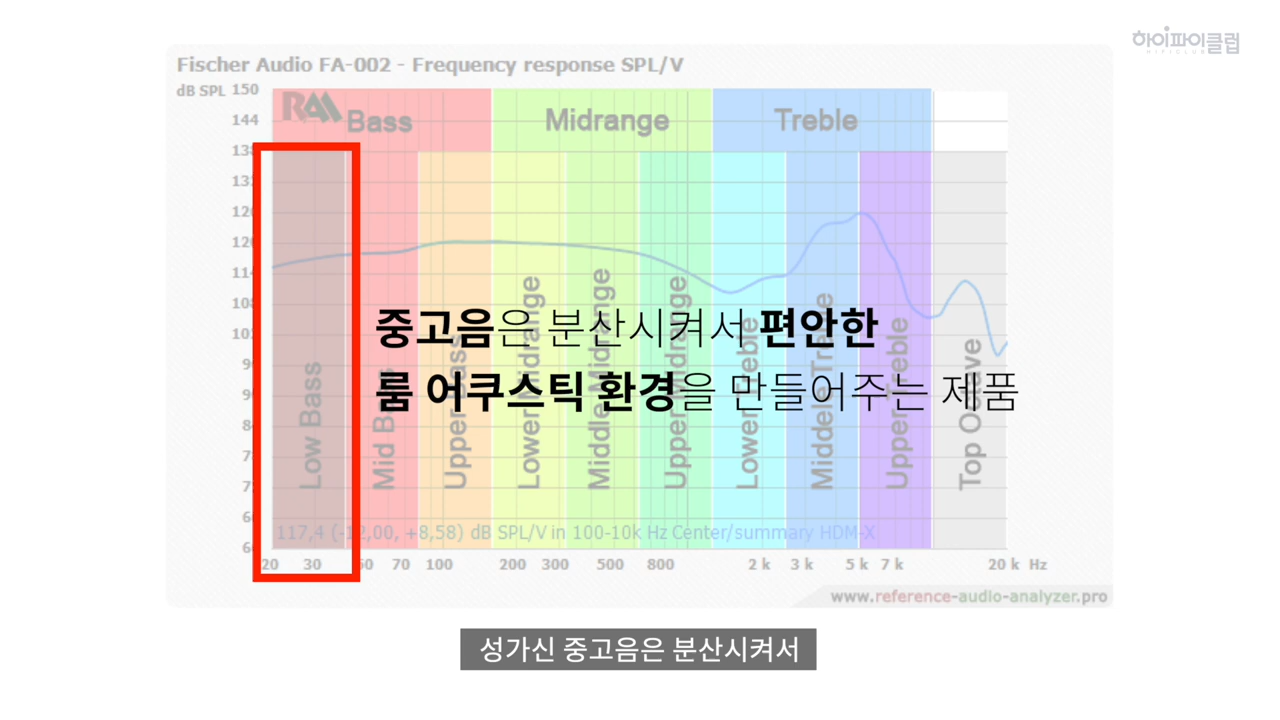 하이파이클럽
HIFICLUB
Fischer Audio FA-002 - Frequency response SPL/V
dB SPL 150
RAA
Bass
Midrange
Treble
144
중고음은 분산시켜서 편안한
룸 어쿠스틱 환경을 만들어주는 제품
Low Bass
Mid Bass
Upper Bass
Lower Midrange
Middle Midrange
Upper Midrange
Lower Treble
Middele Treble
Upper Treble
Top Octave
117,4 (-12,00, +8,58) dB SPL/V in 100-10k Hz Center/summary HDM-X
20 30 50 70 100 200 300 500 800 2 k 3 k 5 k 7 k 20 k Hz
www.reference-audio-analyzer.pro
성가신 중고음은 분산시켜서